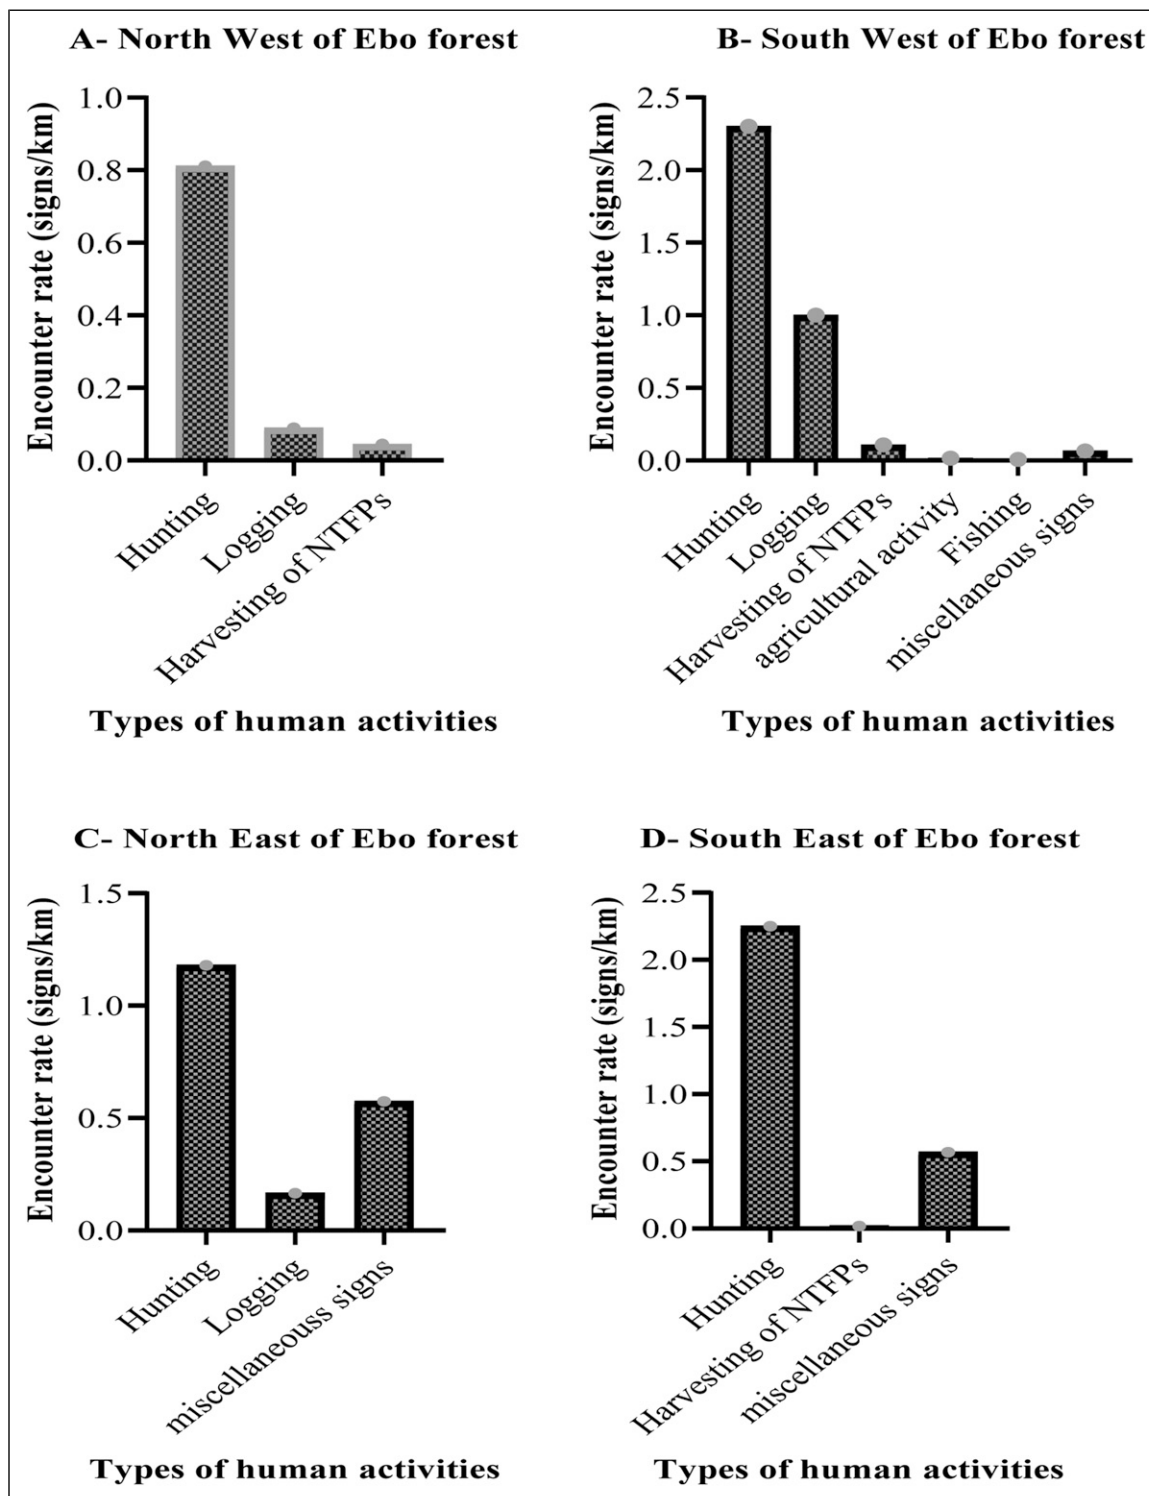 A- North West of Ebo forest
Encounter rate (signs/km)
1.0
0.8
0.6
0.4
0.2
0.0
Hunting
Logging
Harvesting of NTFPs
Types of human activities
B- South West of Ebo forest
Encounter rate (signs/km)
2.5
2.0
1.5
1.0
0.5
0.0
Hunting
Logging
Harvesting of NTFPs
agricultural activity
Fishing
miscellaneous signs
Types of human activities
C- North East of Ebo forest
Encounter rate (signs/km)
1.5
1.0
0.5
0.0
Hunting
Logging
miscellaneouss signs
Types of human activities
D- South East of Ebo forest
Encounter rate (signs/km)
2.5
2.0
1.5
1.0
0.5
0.0
Hunting
Harvesting of NTFPs
miscellaneous signs
Types of human activities